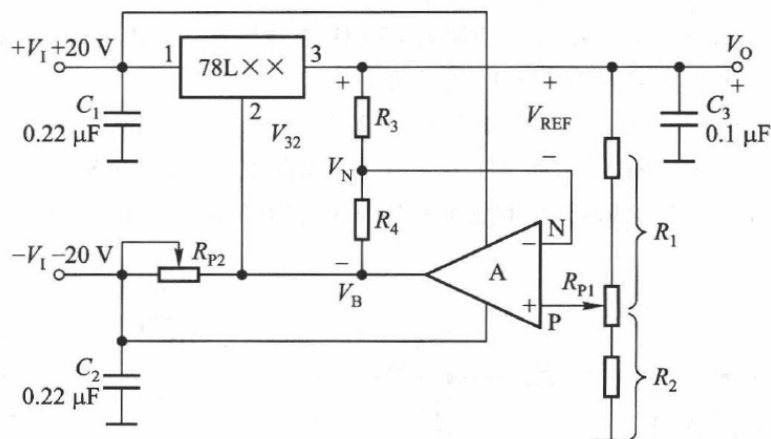 +V_I +20 V
1
78L××
3
V_O
+
C_1
0.22 μF
2
V_32
+
R_3
+
V_REF
−
C_3
0.1 μF
V_N
R_4
N
−
A
R_1
−V_I −20 V
R_P2
−
V_B
+
P
R_P1
C_2
0.22 μF
R_2